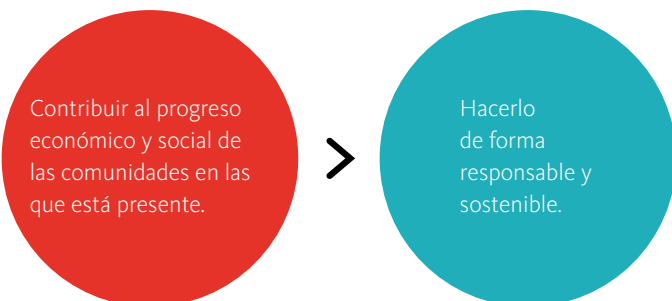 Contribuir al progreso
económico y social de
las comunidades en las
que está presente.
Hacerlo
de forma
responsable y
sostenible.